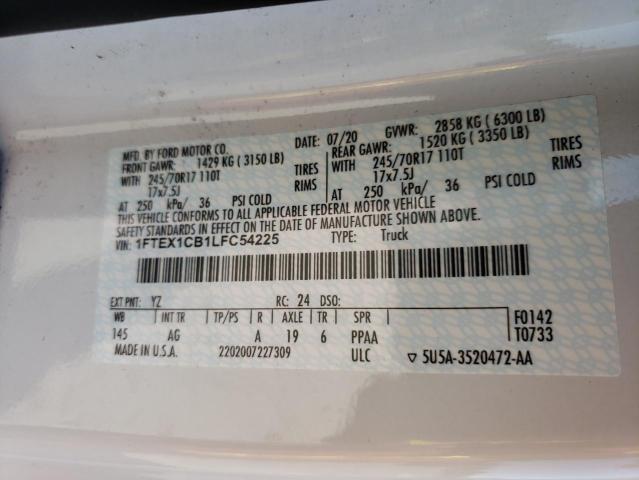 MFD. BY FORD MOTOR CO. DATE: 07/20 GVWR: 2858 KG ( 6300 LB)
FRONT GAWR: 1429 KG ( 3150 LB) REAR GAWR: 1520 KG ( 3350 LB)
WITH 245/70R17 110T TIRES WITH 245/70R17 110T TIRES
17x7.5J RIMS 17x7.5J RIMS
AT 250 kPa/ 36 PSI COLD AT 250 kPa/ 36 PSI COLD
THIS VEHICLE CONFORMS TO ALL APPLICABLE FEDERAL MOTOR VEHICLE
SAFETY STANDARDS IN EFFECT ON THE DATE OF MANUFACTURE SHOWN ABOVE.
VIN: 1FTEX1CB1LFC54225 TYPE: Truck
EXT PNT: YZ RC: 24 DSO:
WB INT TR TP/PS R AXLE TR SPR F0142
145 AG A 19 6 PPAA T0733
MADE IN U.S.A. 2202007227309 ULC ▽ 5U5A-3520472-AA